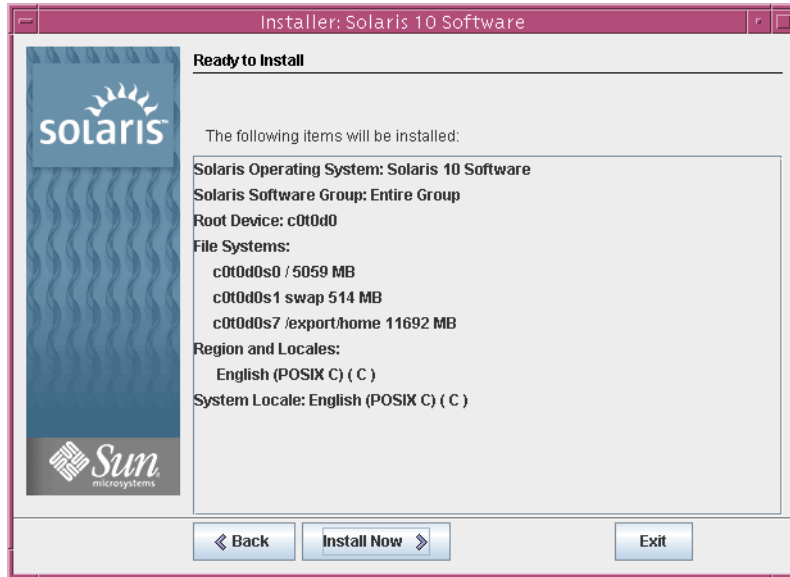 Installer: Solaris 10 Software
Ready to Install
solaris™
The following items will be installed:
Solaris Operating System: Solaris 10 Software
Solaris Software Group: Entire Group
Root Device: c0t0d0
File Systems:
c0t0d0s0 / 5059 MB
c0t0d0s1 swap 514 MB
c0t0d0s7 /export/home 11692 MB
Region and Locales:
English (POSIX C) ( C )
System Locale: English (POSIX C) ( C )
Sun
microsystems
Back
Install Now
Exit